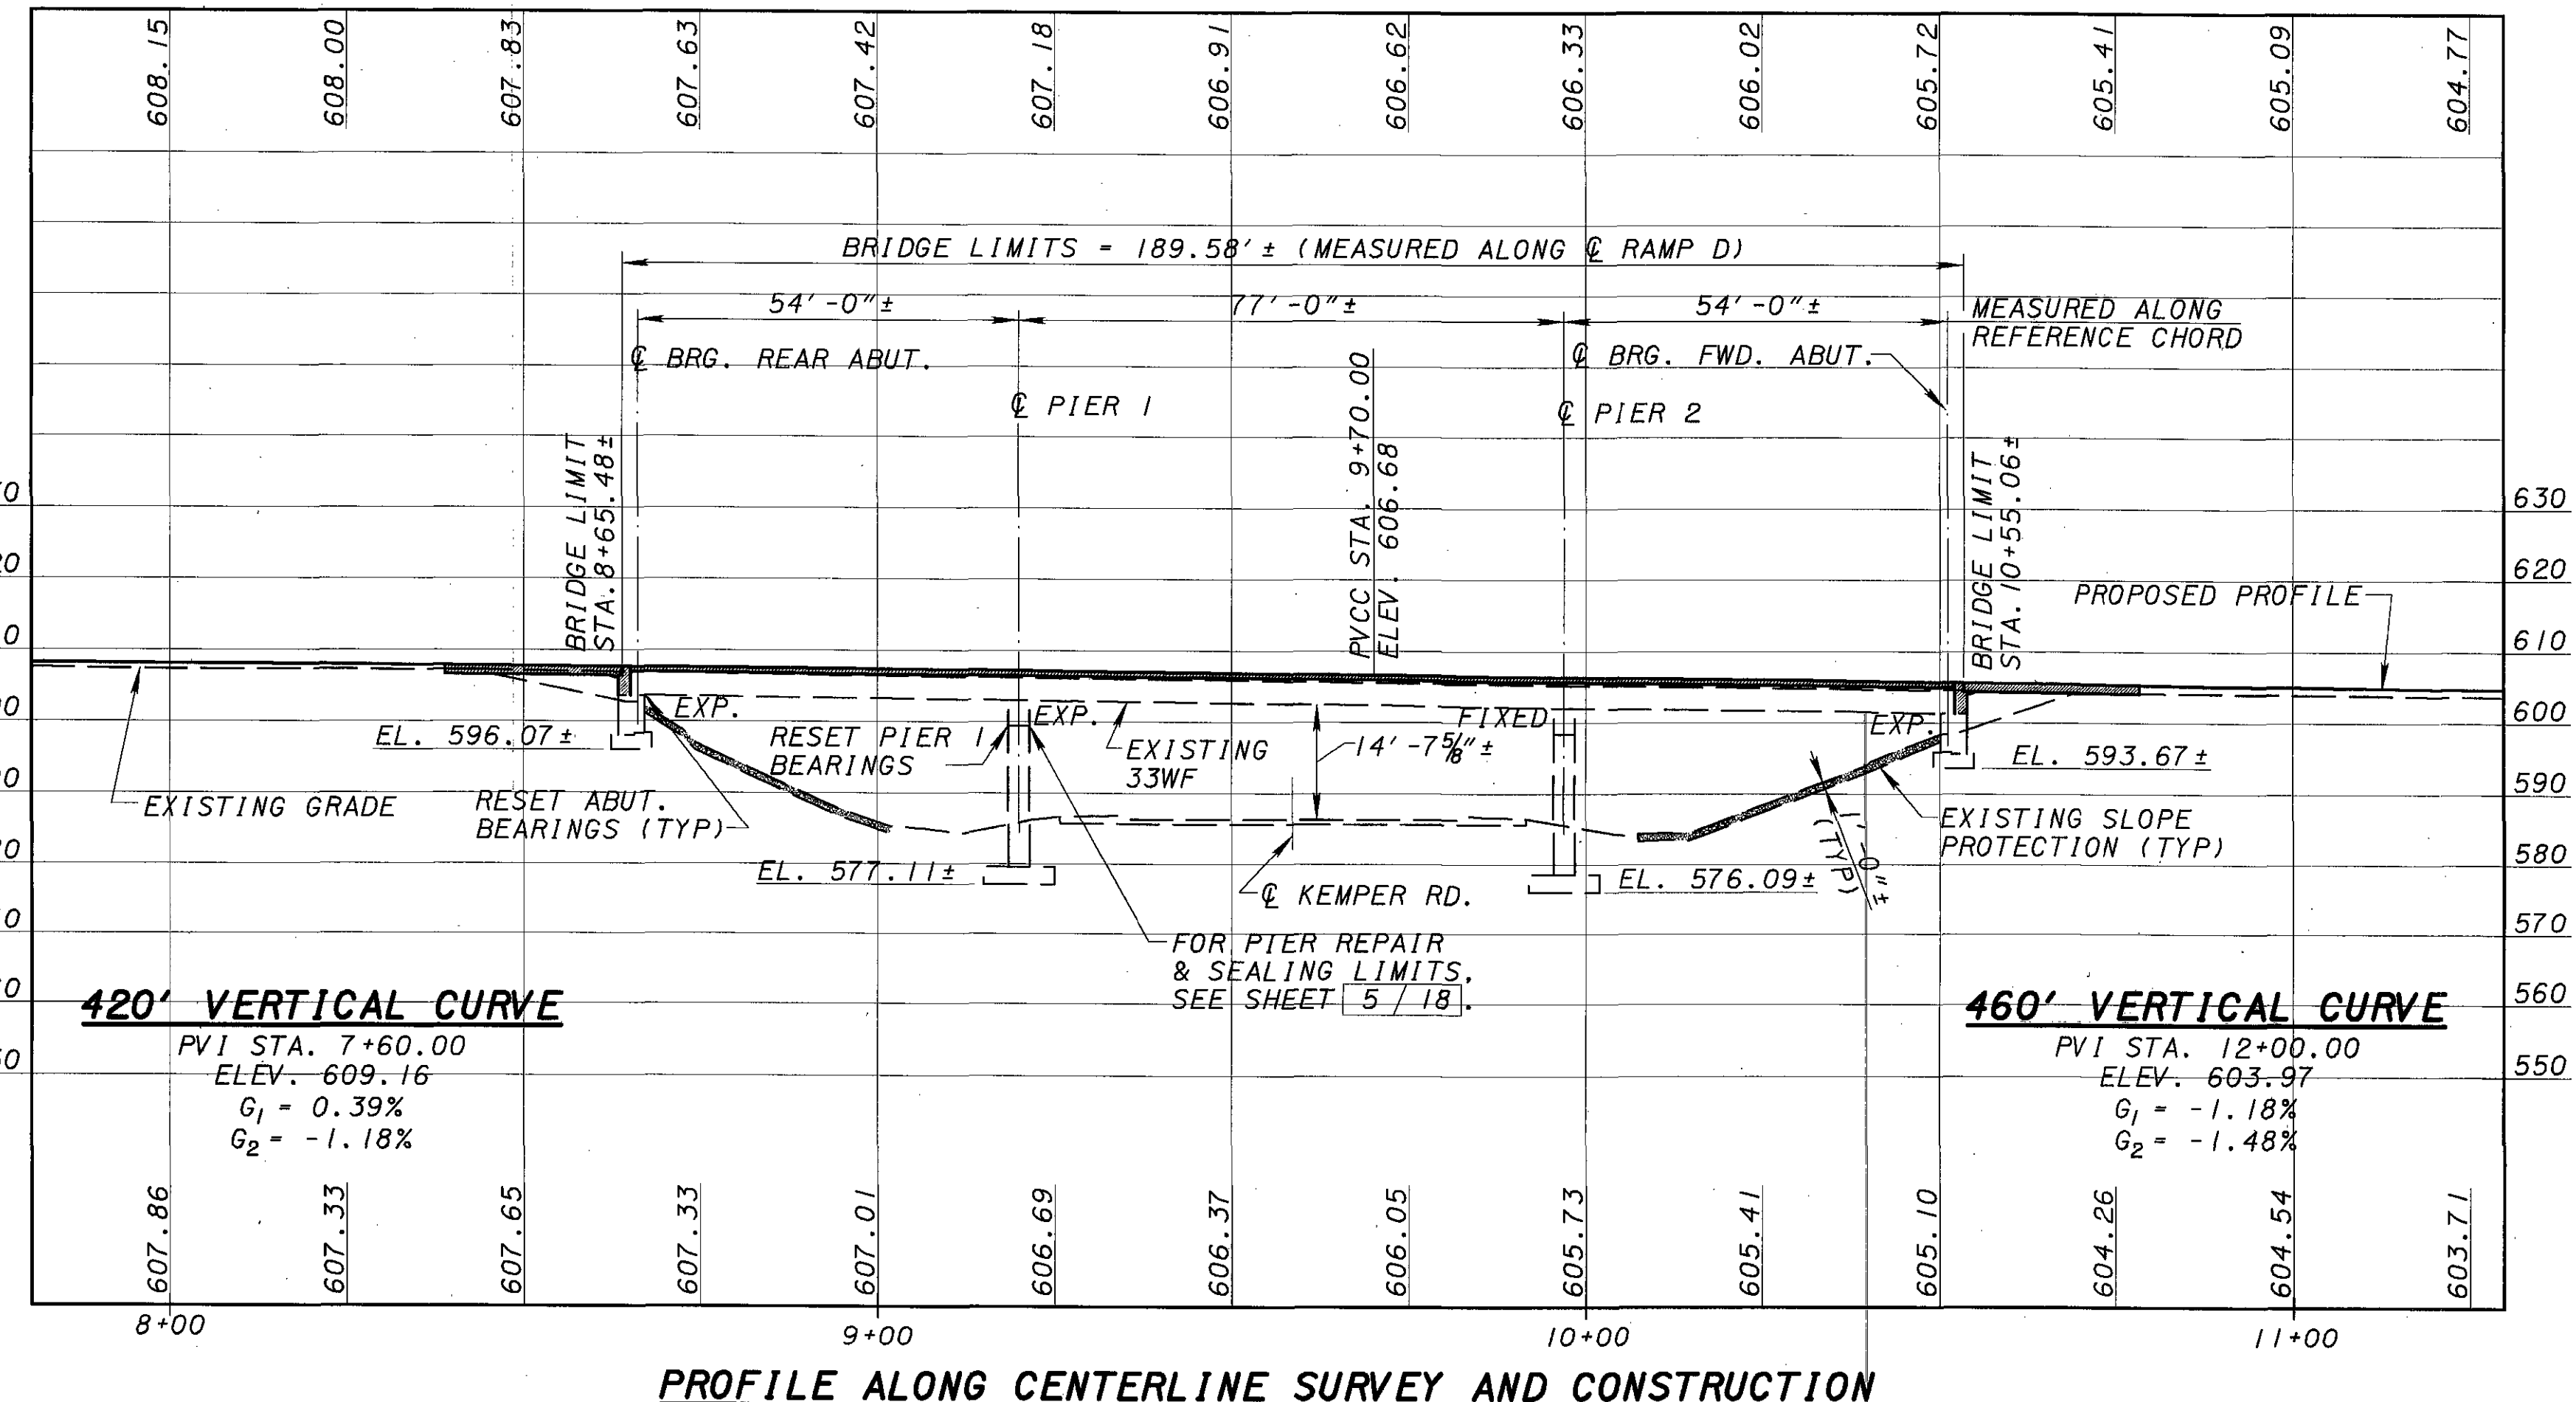 608.15
608.00
607.83
607.63
607.42
607.18
606.91
606.62
606.33
606.02
605.72
605.41
605.09
604.77
BRIDGE LIMITS = 189.58'± (MEASURED ALONG ℄ RAMP D)
54'-0"±
77'-0"±
54'-0"±
MEASURED ALONG
REFERENCE CHORD
℄ BRG. REAR ABUT.
℄ BRG. FWD. ABUT.
℄ PIER 1
℄ PIER 2
BRIDGE LIMIT
STA. 8+65.48±
PVCC STA. 9+70.00
ELEV. 606.68
BRIDGE LIMIT
STA. 10+55.06±
630
620
610
600
590
580
570
560
550
PROPOSED PROFILE
EXP.
EXP.
FIXED
EXP.
EL. 596.07±
RESET PIER 1
BEARINGS
EXISTING
33WF
14'-7⅝"±
EL. 593.67±
EXISTING GRADE
RESET ABUT.
BEARINGS (TYP)
EXISTING SLOPE
PROTECTION (TYP)
1'-0"±
(TYP)
EL. 577.11±
℄ KEMPER RD.
EL. 576.09±
FOR PIER REPAIR
& SEALING LIMITS,
SEE SHEET 5 / 18.
420' VERTICAL CURVE
PVI STA. 7+60.00
ELEV. 609.16
G1 = 0.39%
G2 = -1.18%
460' VERTICAL CURVE
PVI STA. 12+00.00
ELEV. 603.97
G1 = -1.18%
G2 = -1.48%
607.86
607.33
607.65
607.33
607.01
606.69
606.37
606.05
605.73
605.41
605.10
604.26
604.54
603.71
8+00
9+00
10+00
11+00
PROFILE ALONG CENTERLINE SURVEY AND CONSTRUCTION